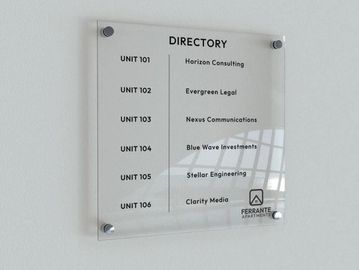 DIRECTORY
UNIT 101 Horizon Consulting
UNIT 102 Evergreen Legal
UNIT 103 Nexus Communications
UNIT 104 Blue Wave Investments
UNIT 105 Stellar Engineering
UNIT 106 Clarity Media
FERRANTE
APARTMENTS